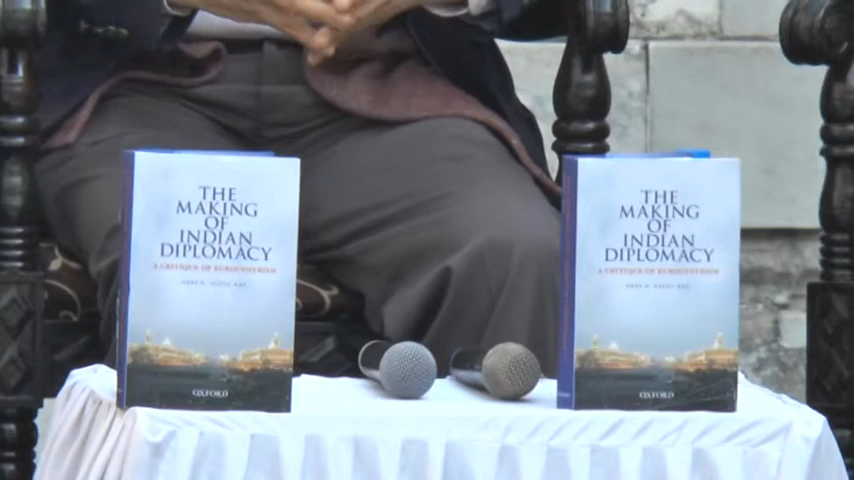 THE
MAKING
OF
INDIAN
DIPLOMACY
A CRITIQUE OF EUROCENTRISM
OXFORD
THE
MAKING
OF
INDIAN
DIPLOMACY
A CRITIQUE OF EUROCENTRISM
OXFORD